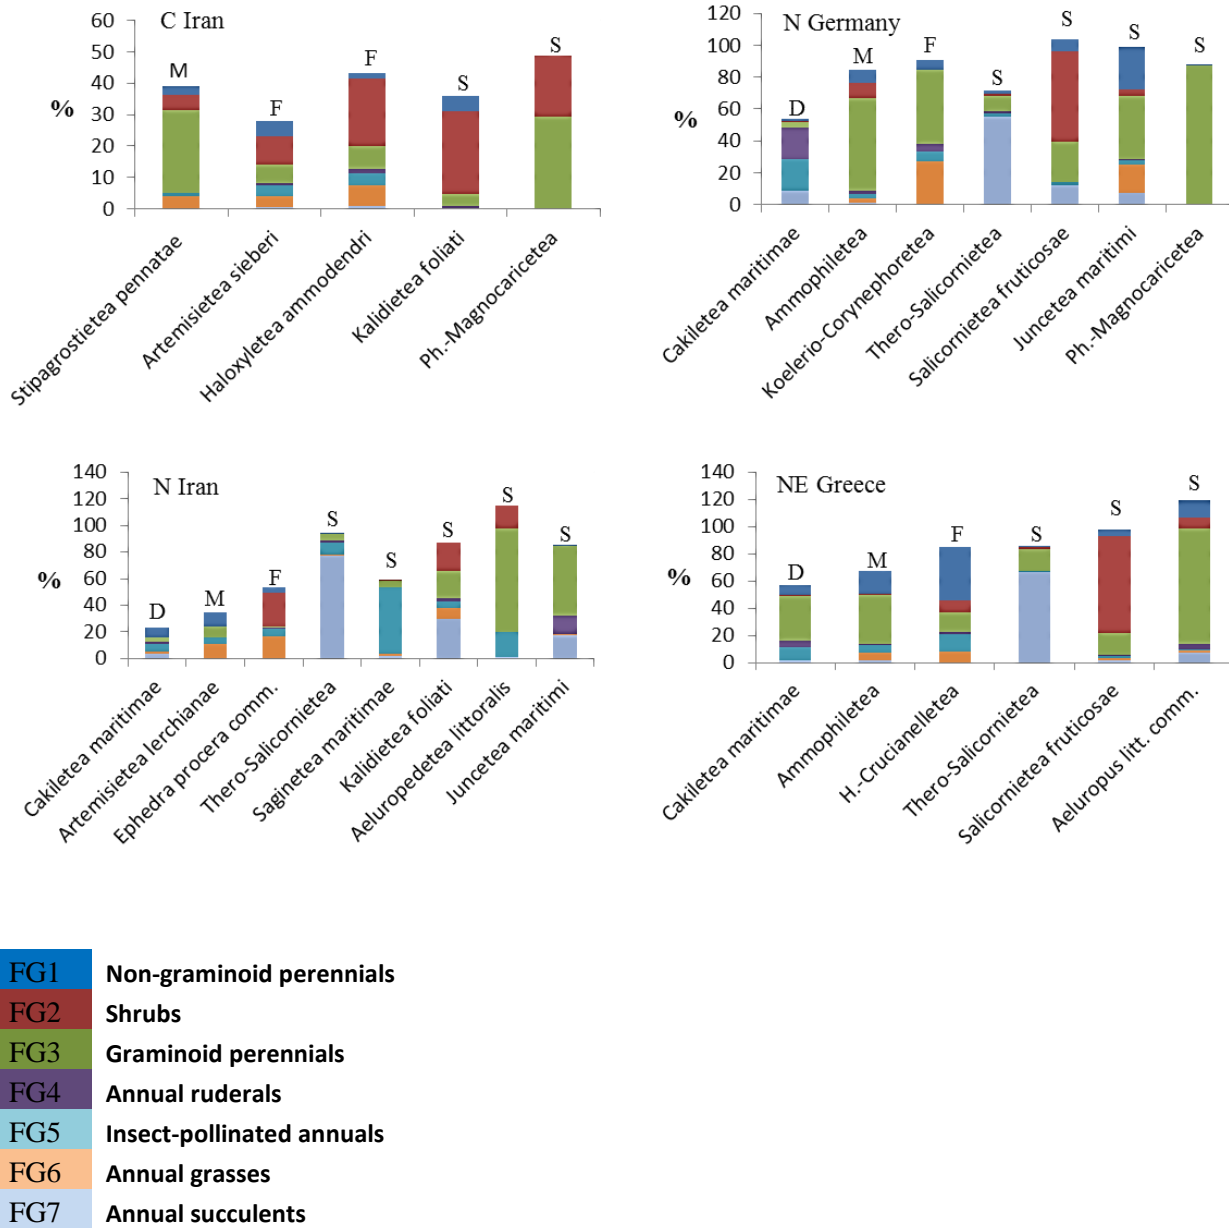 C Iran
%
60
50
40
30
20
10
0
M
F
F
S
S
Stipagrostietea pennatae
Artemisietea sieberi
Haloxyletea ammodendri
Kalidietea foliati
Ph.-Magnocaricetea
N Germany
%
120
100
80
60
40
20
0
D
M
F
S
S
S
S
Cakiletea maritimae
Ammophiletea
Koelerio-Corynephoretea
Thero-Salicornietea
Salicornietea fruticosae
Juncetea maritimi
Ph.-Magnocaricetea
N Iran
%
140
120
100
80
60
40
20
0
D
M
F
S
S
S
S
S
Cakiletea maritimae
Artemisietea lerchianae
Ephedra procera comm.
Thero-Salicornietea
Saginetea maritimae
Kalidietea foliati
Aeluropedetea littoralis
Juncetea maritimi
NE Greece
%
140
120
100
80
60
40
20
0
D
M
F
S
S
S
Cakiletea maritimae
Ammophiletea
H.-Crucianelletea
Thero-Salicornietea
Salicornietea fruticosae
Aeluropus litt. comm.
FG1 Non-graminoid perennials
FG2 Shrubs
FG3 Graminoid perennials
FG4 Annual ruderals
FG5 Insect-pollinated annuals
FG6 Annual grasses
FG7 Annual succulents